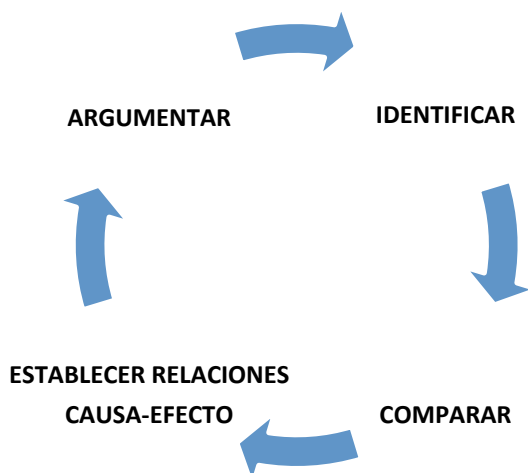 ARGUMENTAR
IDENTIFICAR
ESTABLECER RELACIONES
CAUSA-EFECTO
COMPARAR